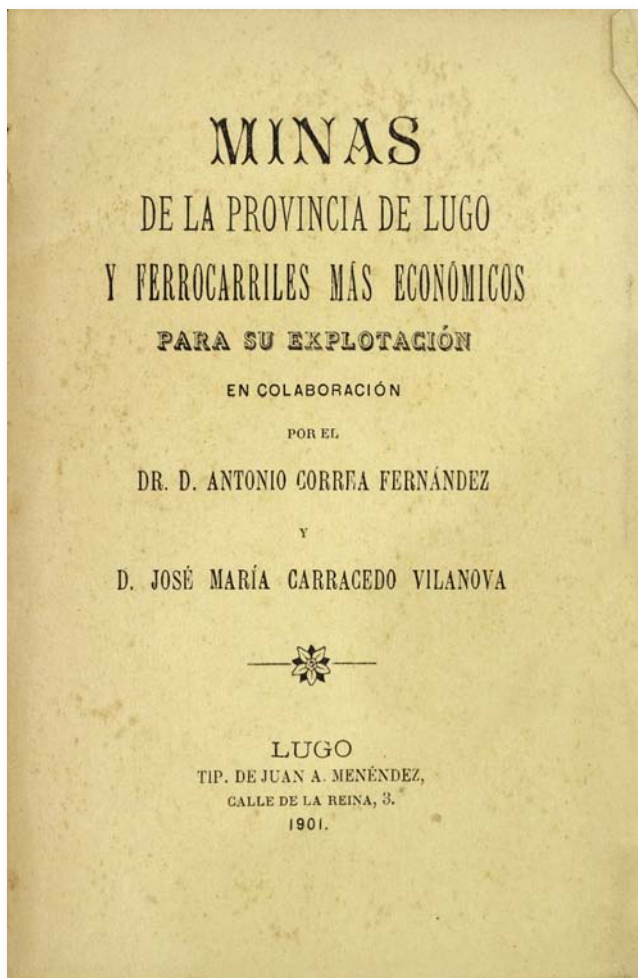 MINAS
DE LA PROVINCIA DE LUGO
Y FERROCARRILES MÁS ECONÓMICOS
PARA SU EXPLOTACIÓN
EN COLABORACIÓN
POR EL
DR. D. ANTONIO CORREA FERNÁNDEZ
Y
D. JOSÉ MARÍA CARRACEDO VILANOVA
LUGO
TIP. DE JUAN A. MENÉNDEZ,
CALLE DE LA REINA, 3.
1901.